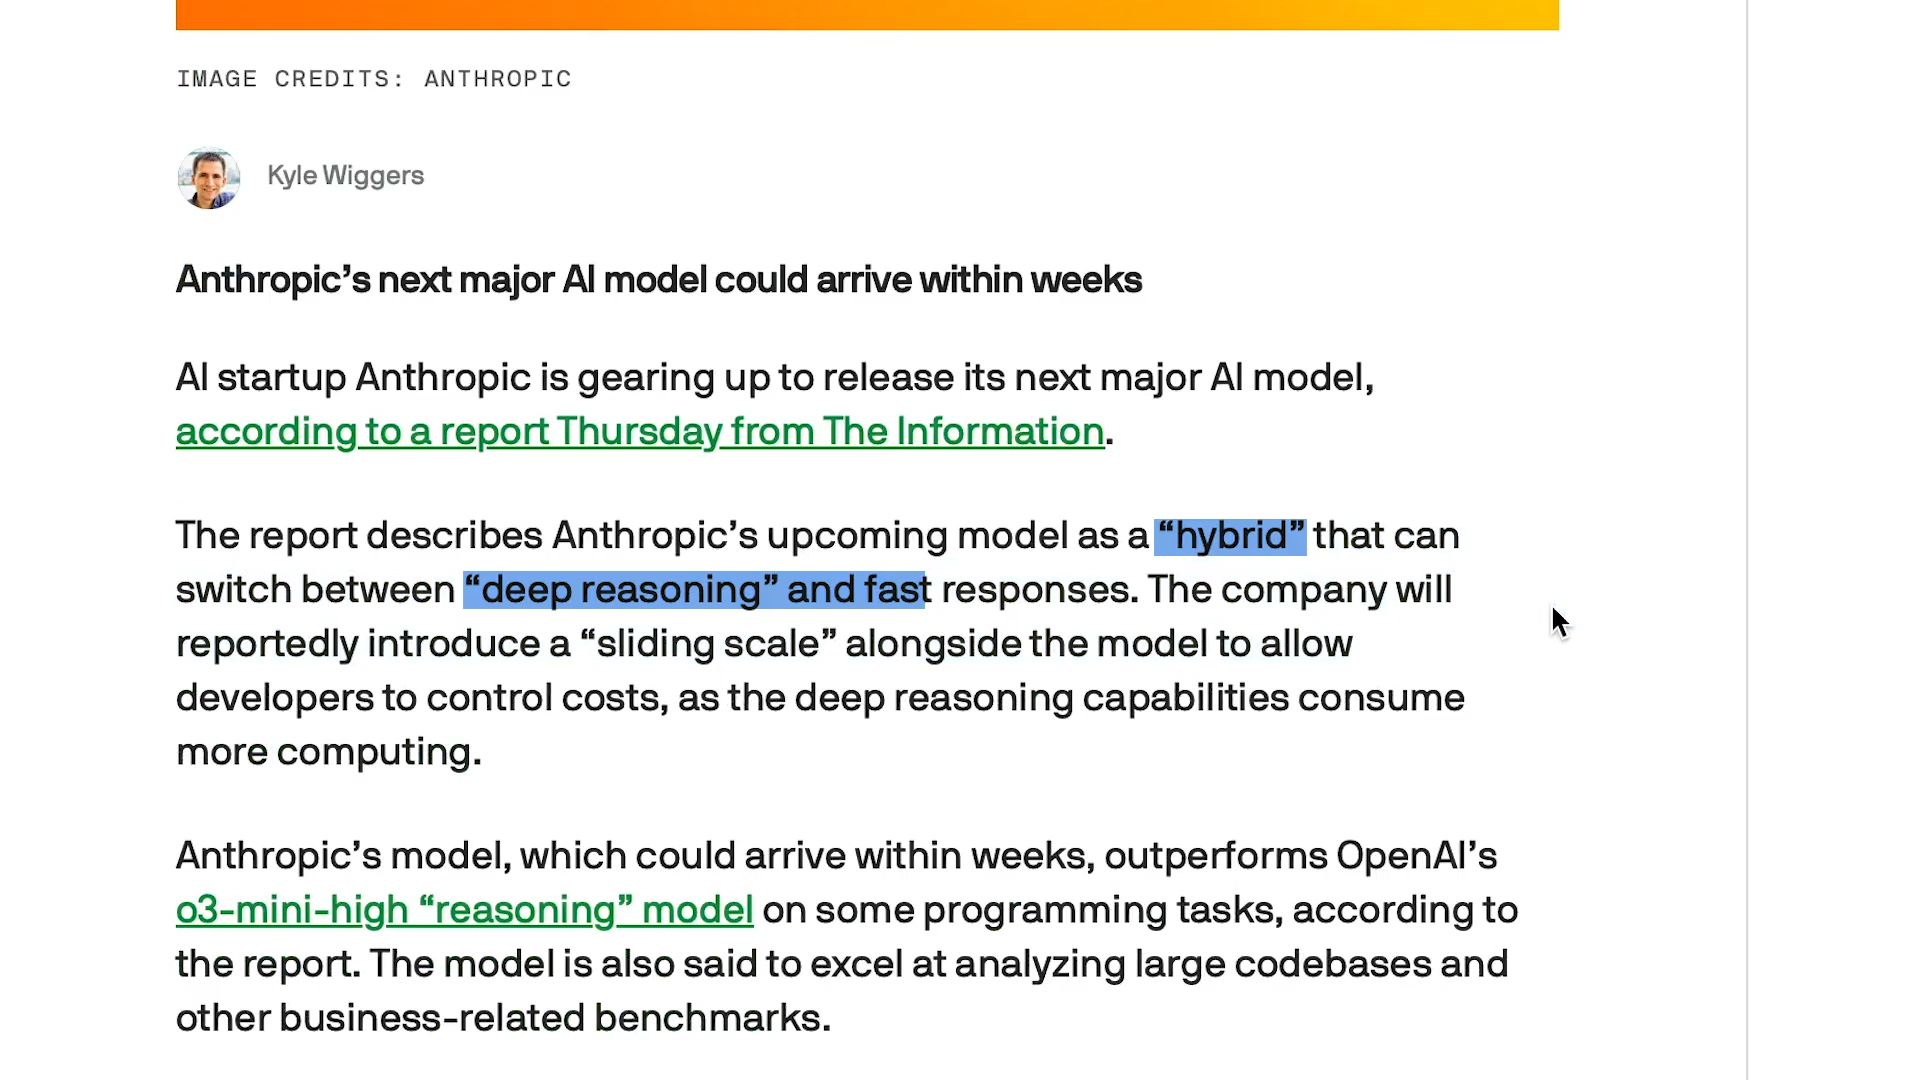 IMAGE CREDITS: ANTHROPIC
Kyle Wiggers
Anthropic’s next major AI model could arrive within weeks
AI startup Anthropic is gearing up to release its next major AI model,
according to a report Thursday from The Information.
The report describes Anthropic’s upcoming model as a “hybrid” that can
switch between “deep reasoning” and fast responses. The company will
reportedly introduce a “sliding scale” alongside the model to allow
developers to control costs, as the deep reasoning capabilities consume
more computing.
Anthropic’s model, which could arrive within weeks, outperforms OpenAI’s
o3-mini-high “reasoning” model on some programming tasks, according to
the report. The model is also said to excel at analyzing large codebases and
other business-related benchmarks.